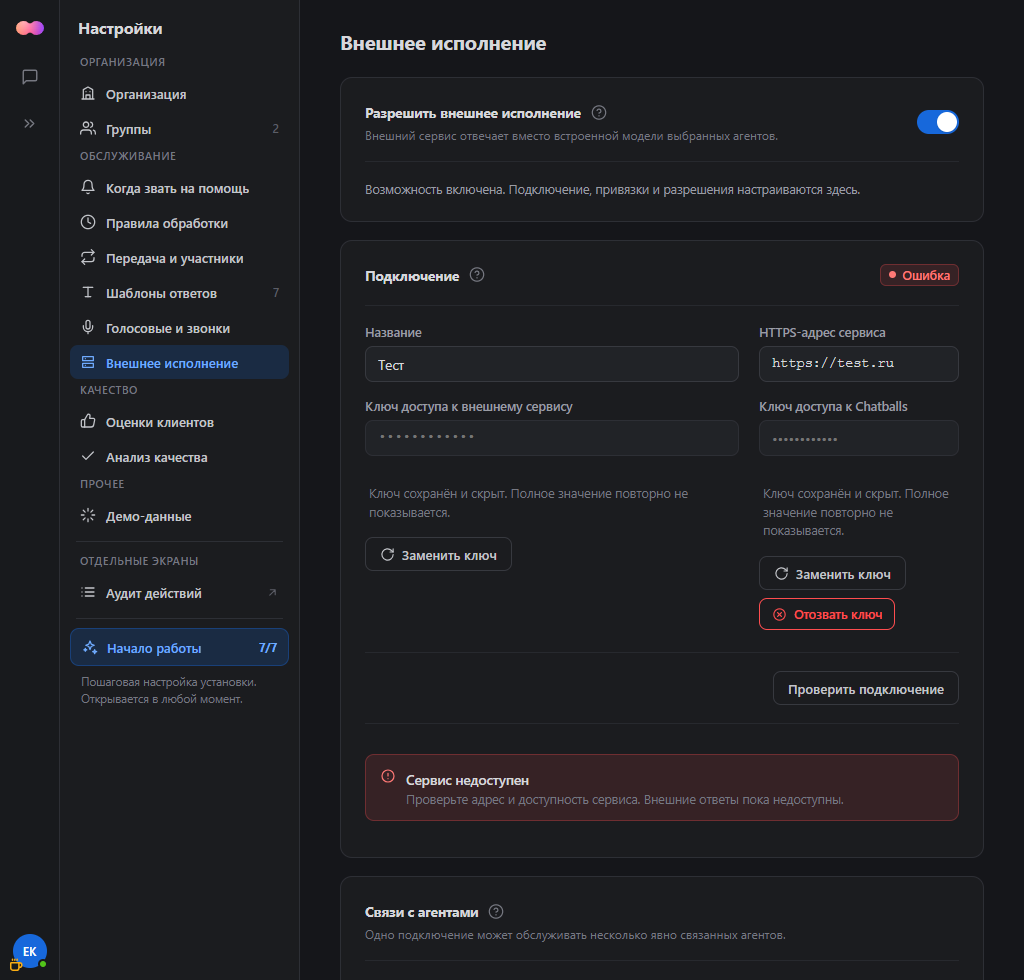 Настройки
ОРГАНИЗАЦИЯ
Организация
Группы 2
ОБСЛУЖИВАНИЕ
Когда звать на помощь
Правила обработки
Передача и участники
Шаблоны ответов 7
Голосовые и звонки
Внешнее исполнение
КАЧЕСТВО
Оценки клиентов
Анализ качества
ПРОЧЕЕ
Демо-данные
ОТДЕЛЬНЫЕ ЭКРАНЫ
Аудит действий
Начало работы 7/7
Пошаговая настройка установки.
Открывается в любой момент.
ЕК
Внешнее исполнение
Разрешить внешнее исполнение
Внешний сервис отвечает вместо встроенной модели выбранных агентов.
Возможность включена. Подключение, привязки и разрешения настраиваются здесь.
Подключение
Ошибка
Название
Тест
HTTPS-адрес сервиса
https://test.ru
Ключ доступа к внешнему сервису
••••••••••••
Ключ сохранён и скрыт. Полное значение повторно не
показывается.
Заменить ключ
Ключ доступа к Chatballs
••••••••••••
Ключ сохранён и скрыт. Полное
значение повторно не
показывается.
Заменить ключ
Отозвать ключ
Проверить подключение
Сервис недоступен
Проверьте адрес и доступность сервиса. Внешние ответы пока недоступны.
Связи с агентами
Одно подключение может обслуживать несколько явно связанных агентов.